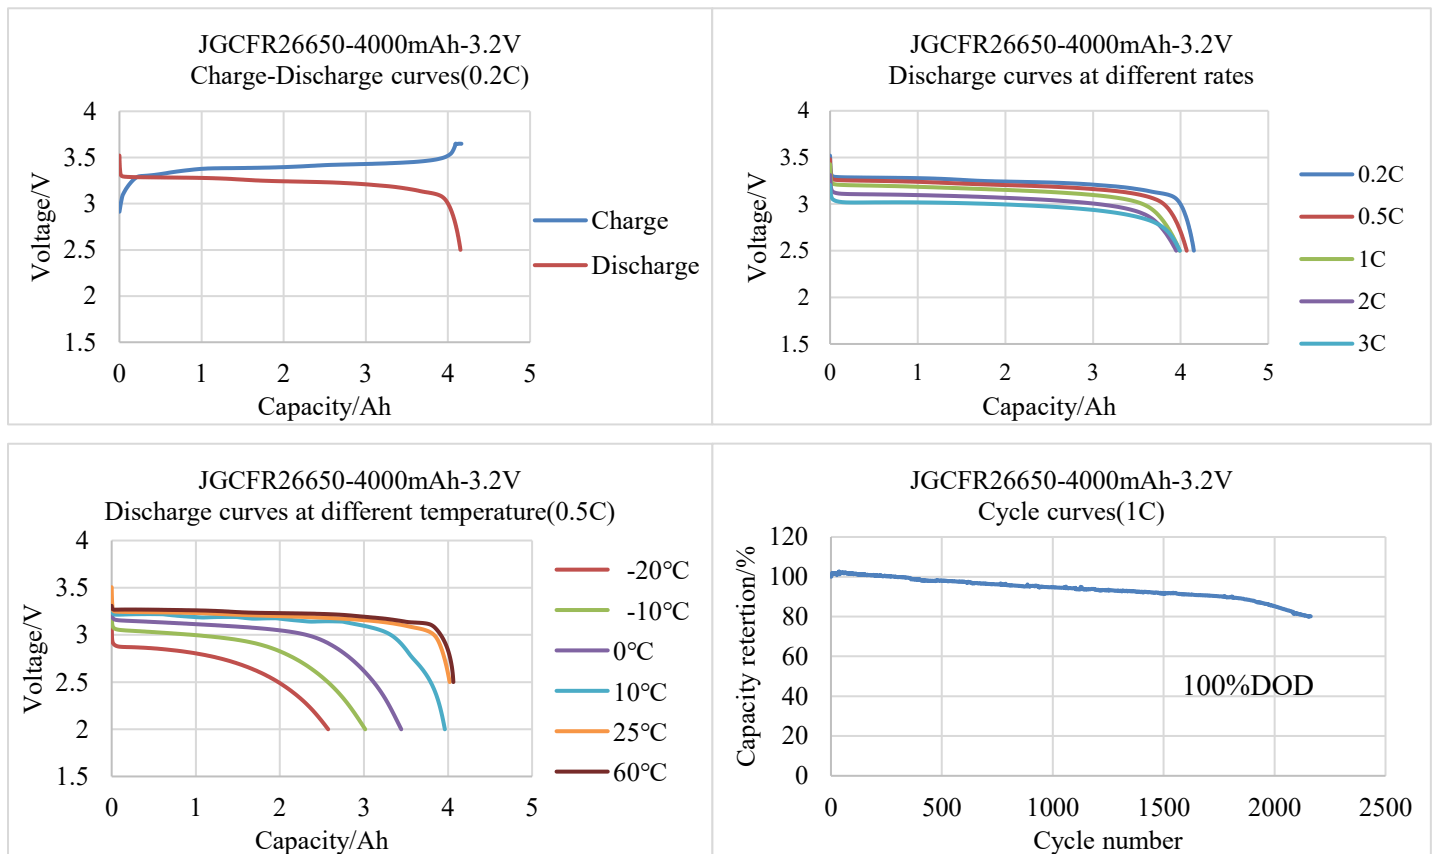 JGCFR26650-4000mAh-3.2V
Charge-Discharge curves(0.2C)
4
3.5
3
2.5
2
1.5
Voltage/V
0 1 2 3 4 5
Capacity/Ah
Charge
Discharge
JGCFR26650-4000mAh-3.2V
Discharge curves at different rates
4
3.5
3
2.5
2
1.5
Voltage/V
0 1 2 3 4 5
Capacity/Ah
0.2C
0.5C
1C
2C
3C
JGCFR26650-4000mAh-3.2V
Discharge curves at different temperature(0.5C)
4
3.5
3
2.5
2
1.5
Voltage/V
0 1 2 3 4 5
Capacity/Ah
-20℃
-10℃
0℃
10℃
25℃
60℃
JGCFR26650-4000mAh-3.2V
Cycle curves(1C)
120
100
80
60
40
20
0
Capacity retertion/%
100%DOD
0 500 1000 1500 2000 2500
Cycle number